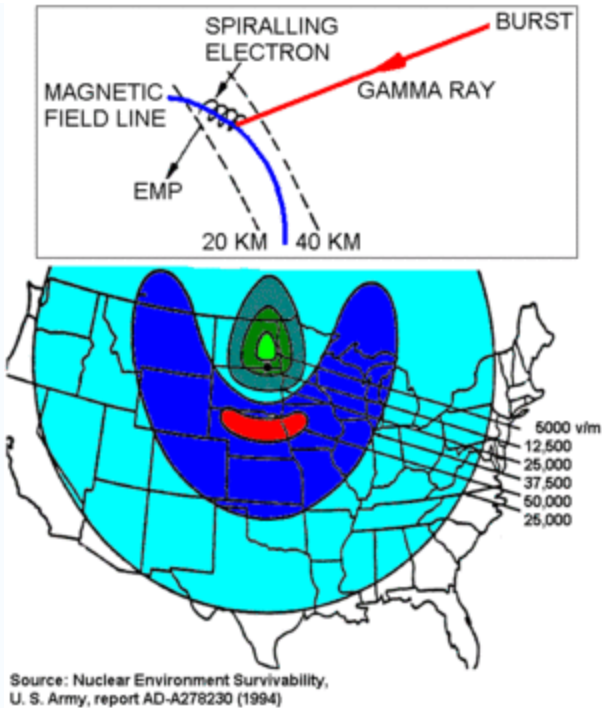 SPIRALLING
ELECTRON
BURST
GAMMA RAY
MAGNETIC
FIELD LINE
EMP
20 KM
40 KM
5000 v/m
12,500
25,000
37,500
50,000
25,000
Source: Nuclear Environment Survivability,
U. S. Army, report AD-A278230 (1994)